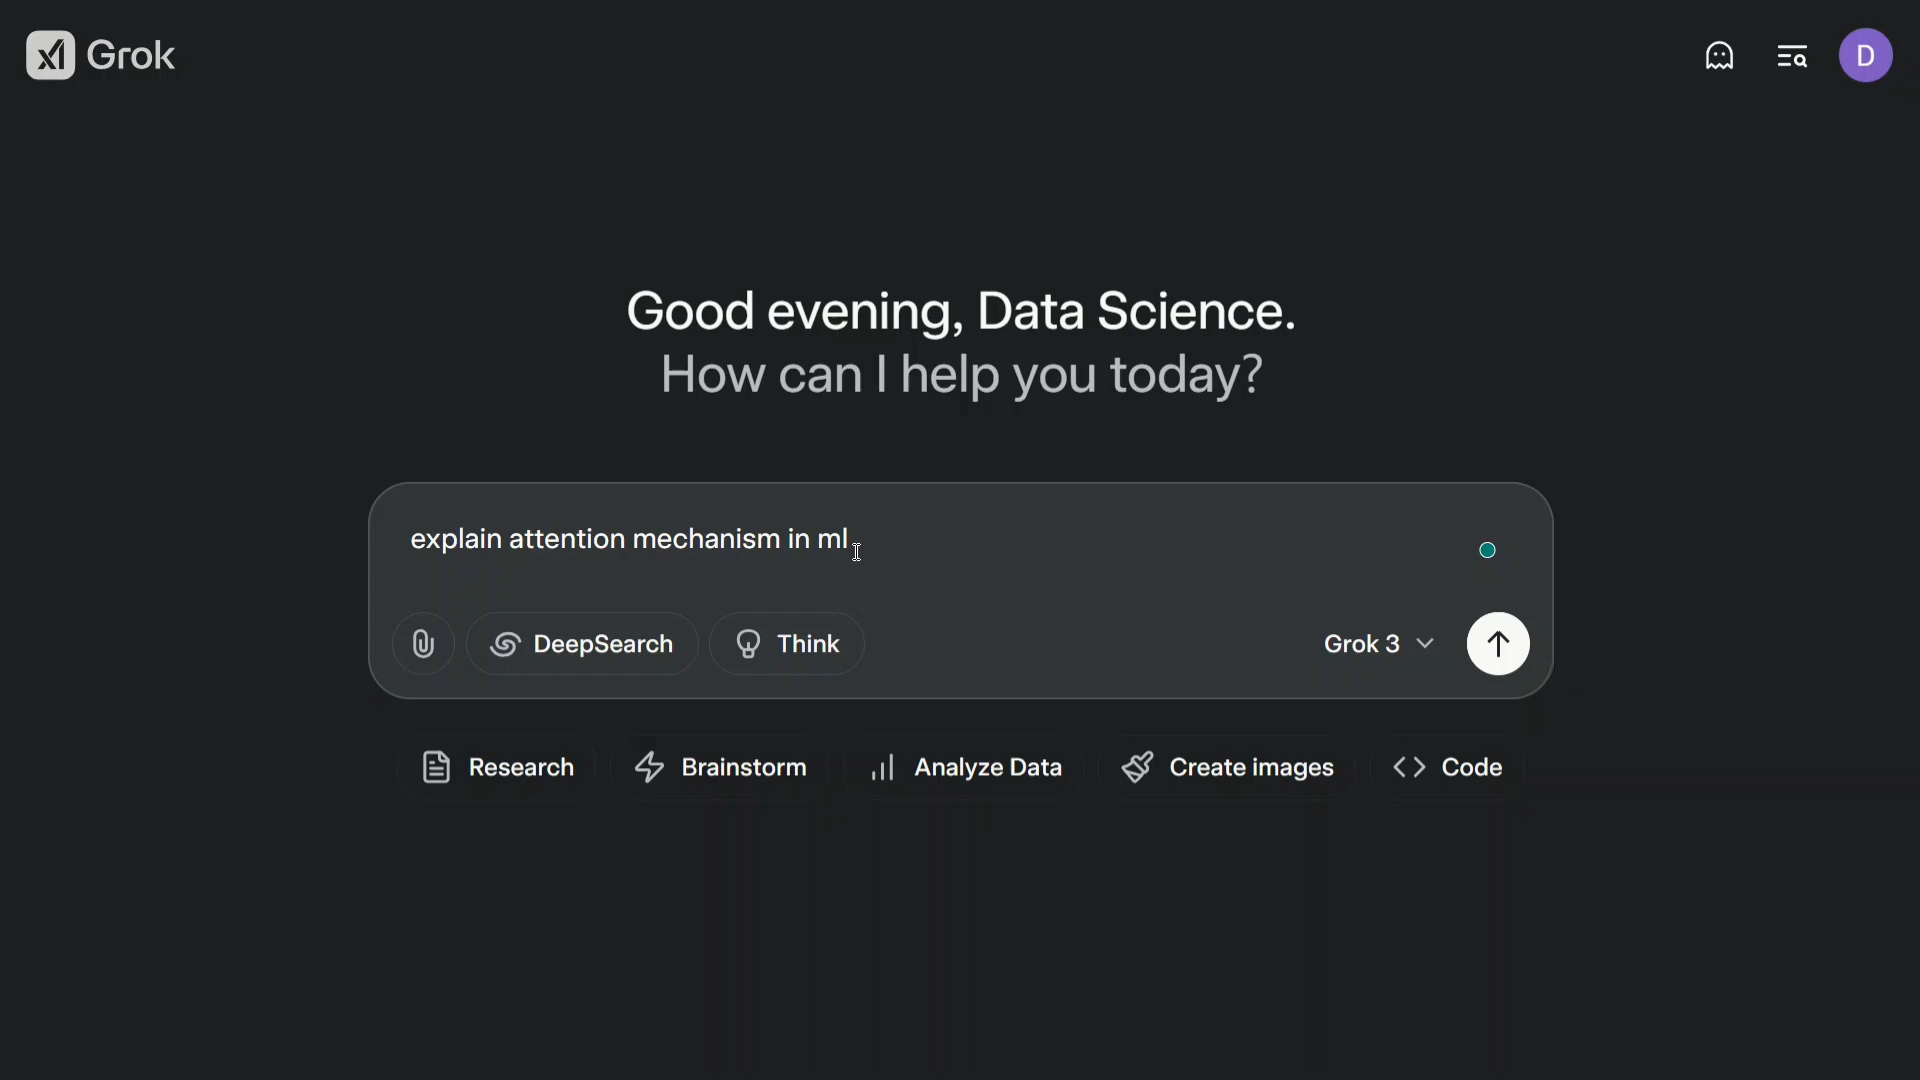 Grok
D
Good evening, Data Science.
How can I help you today?
explain attention mechanism in ml
DeepSearch
Think
Grok 3
Research
Brainstorm
Analyze Data
Create images
Code